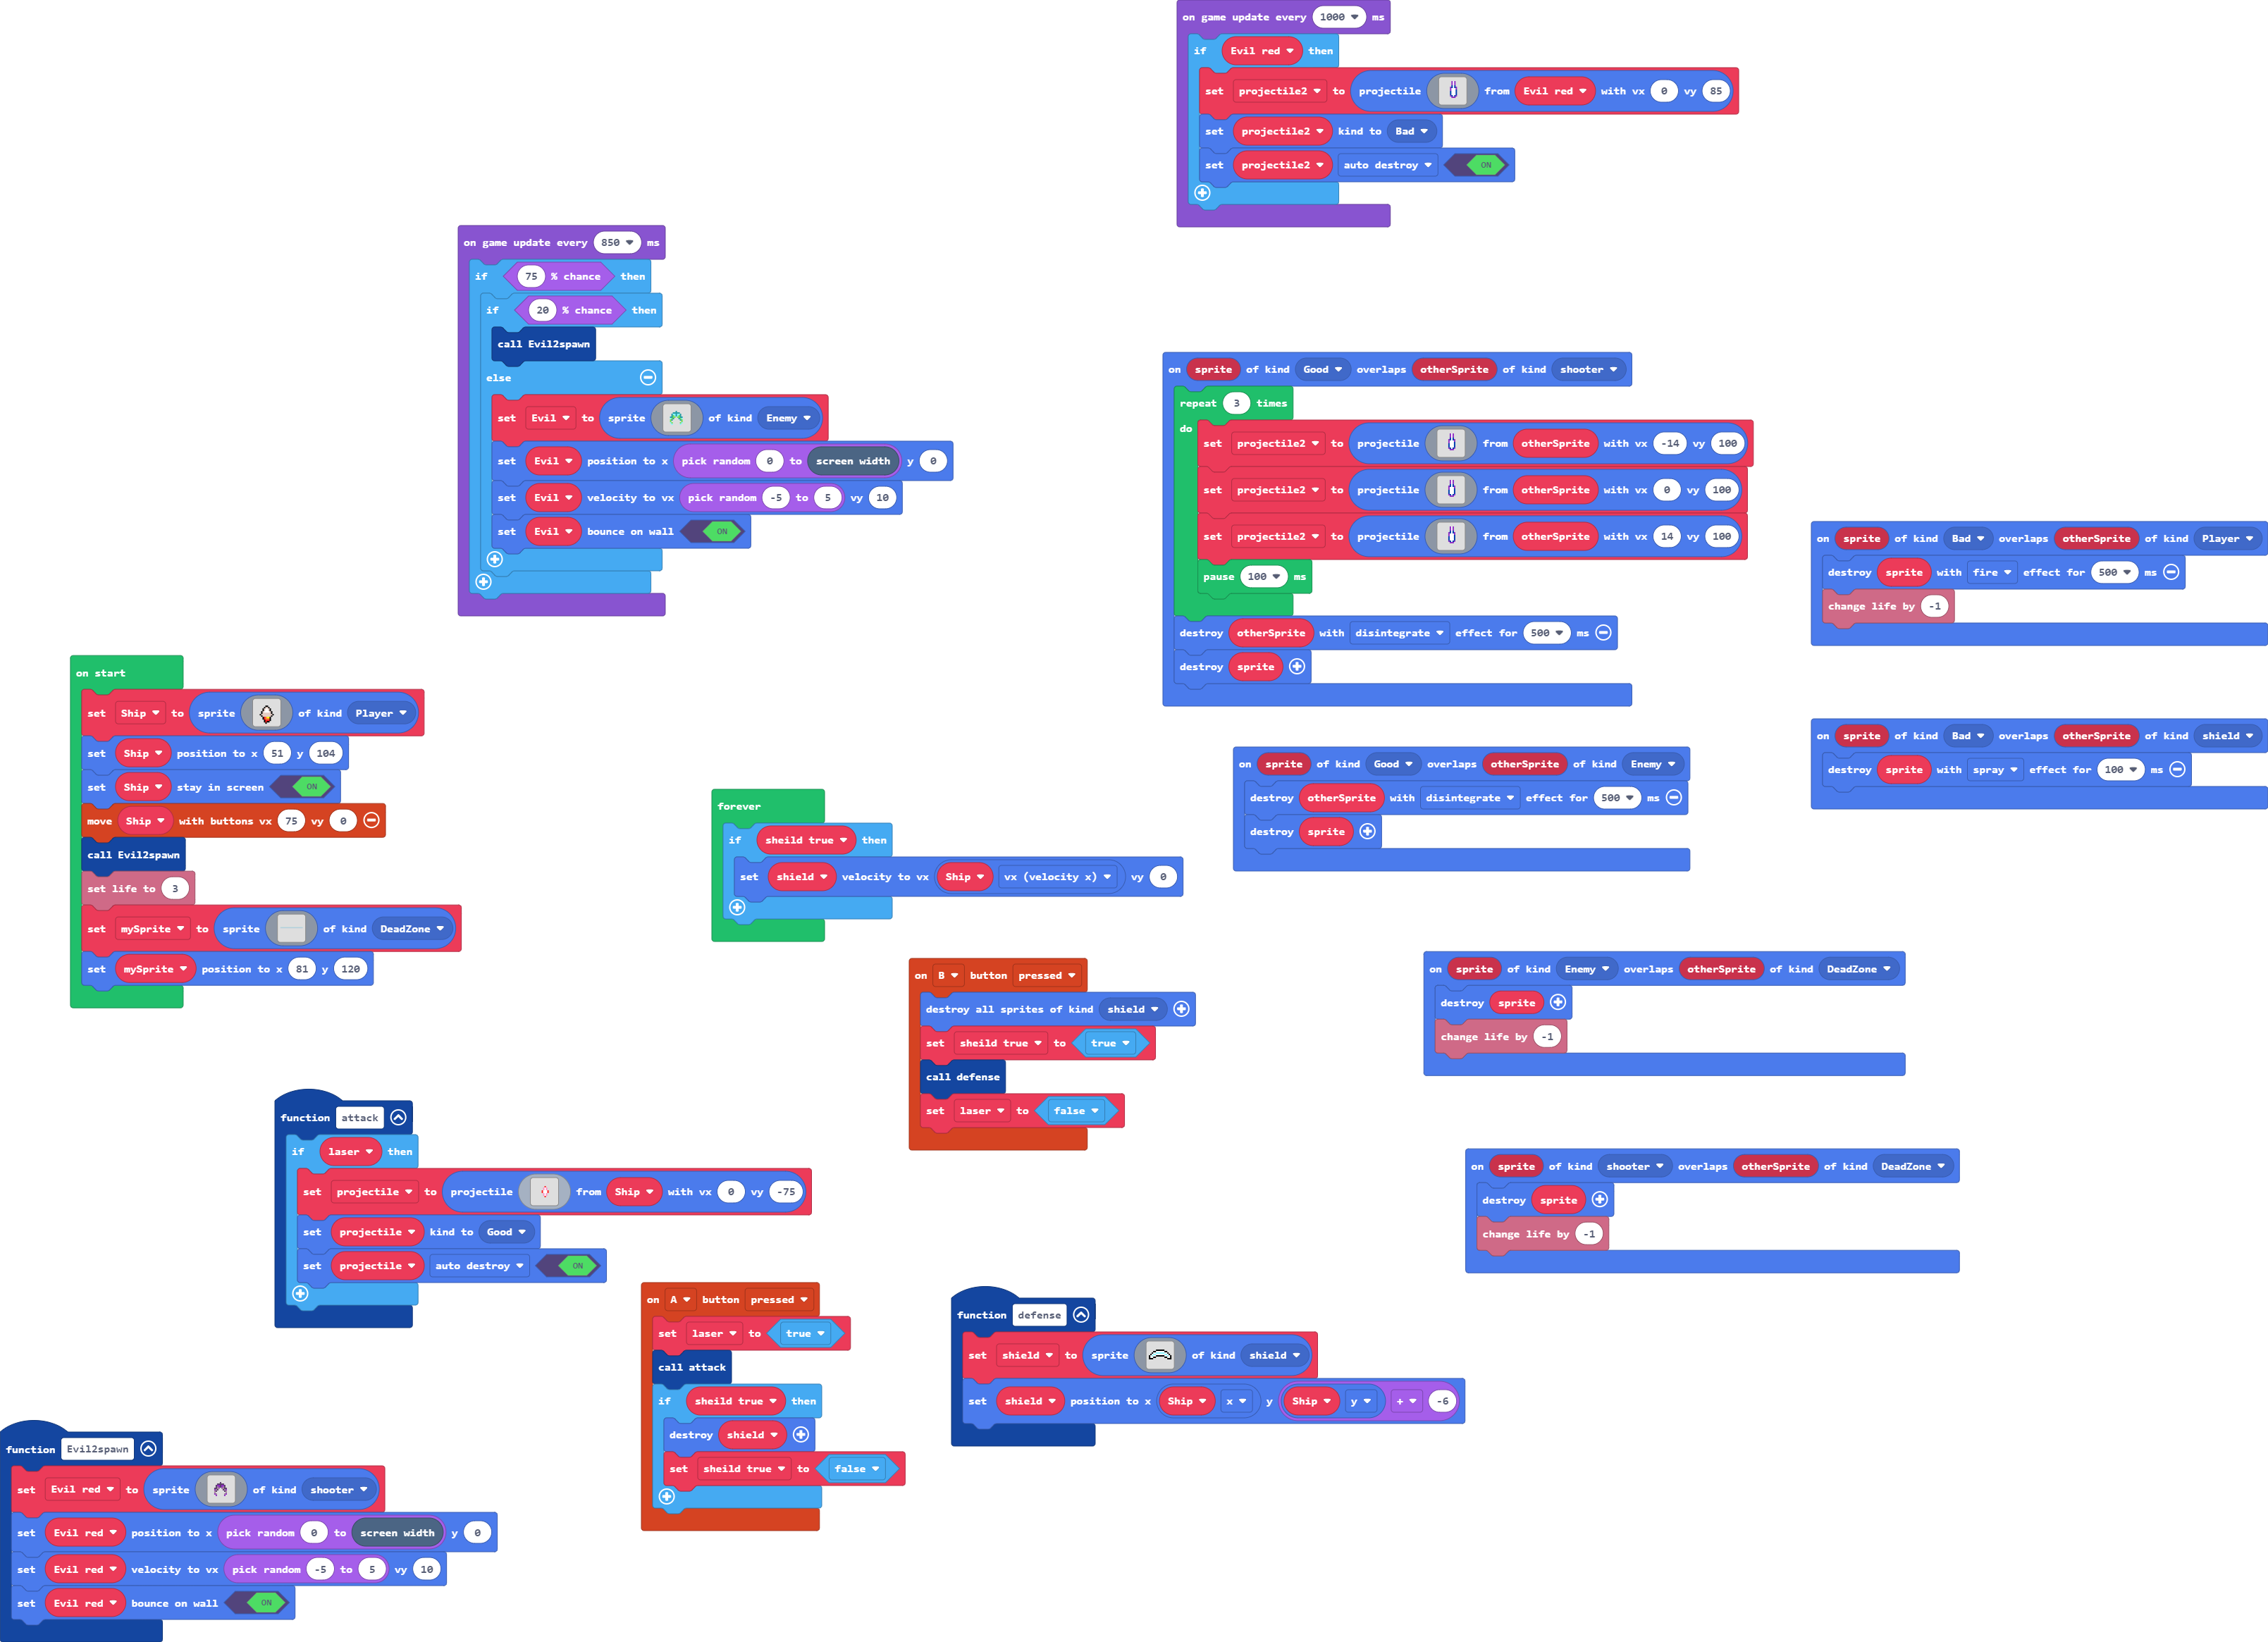 on game update every 1000 ms
if Evil red then
set projectile2 to projectile from Evil red with vx 0 vy 85
set projectile2 kind to Bad
set projectile2 auto destroy ON
on game update every 850 ms
if 75 % chance then
if 20 % chance then
call Evil2spawn
else
set Evil to sprite of kind Enemy
set Evil position to x pick random 0 to screen width y 0
set Evil velocity to vx pick random -5 to 5 vy 10
set Evil bounce on wall ON
on sprite of kind Good overlaps otherSprite of kind shooter
repeat 3 times
do
set projectile2 to projectile from otherSprite with vx -14 vy 100
set projectile2 to projectile from otherSprite with vx 0 vy 100
set projectile2 to projectile from otherSprite with vx 14 vy 100
pause 100 ms
destroy otherSprite with disintegrate effect for 500 ms
destroy sprite
on sprite of kind Bad overlaps otherSprite of kind Player
destroy sprite with fire effect for 500 ms
change life by -1
on start
set Ship to sprite of kind Player
set Ship position to x 51 y 104
set Ship stay in screen ON
move Ship with buttons vx 75 vy 0
call Evil2spawn
set life to 3
set mySprite to sprite of kind DeadZone
set mySprite position to x 81 y 120
on sprite of kind Bad overlaps otherSprite of kind shield
destroy sprite with spray effect for 100 ms
on sprite of kind Good overlaps otherSprite of kind Enemy
destroy otherSprite with disintegrate effect for 500 ms
destroy sprite
forever
if sheild true then
set shield velocity to vx Ship vx (velocity x) vy 0
on B button pressed
destroy all sprites of kind shield
set sheild true to true
call defense
set laser to false
on sprite of kind Enemy overlaps otherSprite of kind DeadZone
destroy sprite
change life by -1
function attack
if laser then
set projectile to projectile from Ship with vx 0 vy -75
set projectile kind to Good
set projectile auto destroy ON
on sprite of kind shooter overlaps otherSprite of kind DeadZone
destroy sprite
change life by -1
on A button pressed
set laser to true
call attack
if sheild true then
destroy shield
set sheild true to false
function defense
set shield to sprite of kind shield
set shield position to x Ship x y Ship y + -6
function Evil2spawn
set Evil red to sprite of kind shooter
set Evil red position to x pick random 0 to screen width y 0
set Evil red velocity to vx pick random -5 to 5 vy 10
set Evil red bounce on wall ON